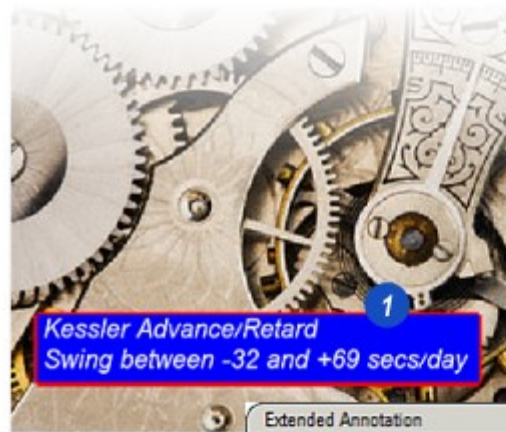 S
S
1
Kessler Advance/Retard
Swing between -32 and +69 secs/day
Extended Annotation